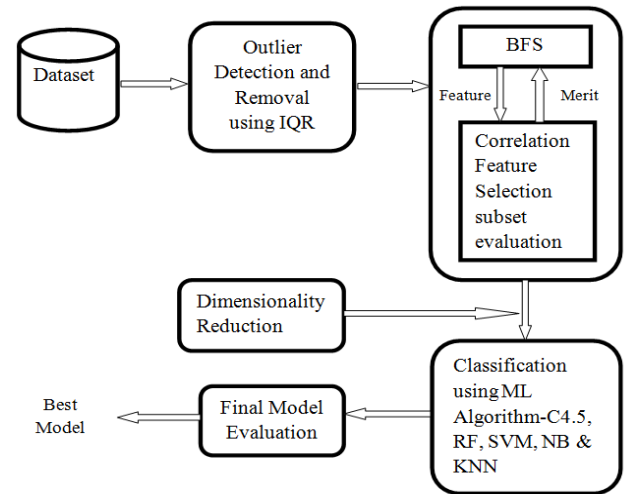 Dataset
Outlier
Detection and
Removal
using IQR
BFS
Feature
Merit
Correlation
Feature
Selection
subset
evaluation
Dimensionality
Reduction
Classification
using ML
Algorithm-C4.5,
RF, SVM, NB &
KNN
Final Model
Evaluation
Best
Model